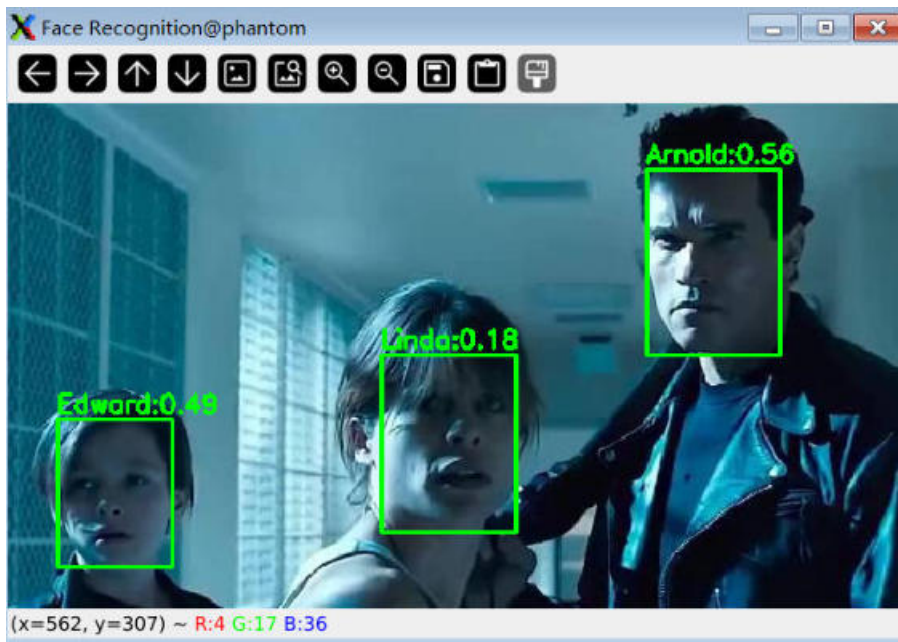 Face Recognition@phantom
Arnold:0.56
Linda:0.18
Edward:0.49
(x=562, y=307) ~ R:4 G:17 B:36